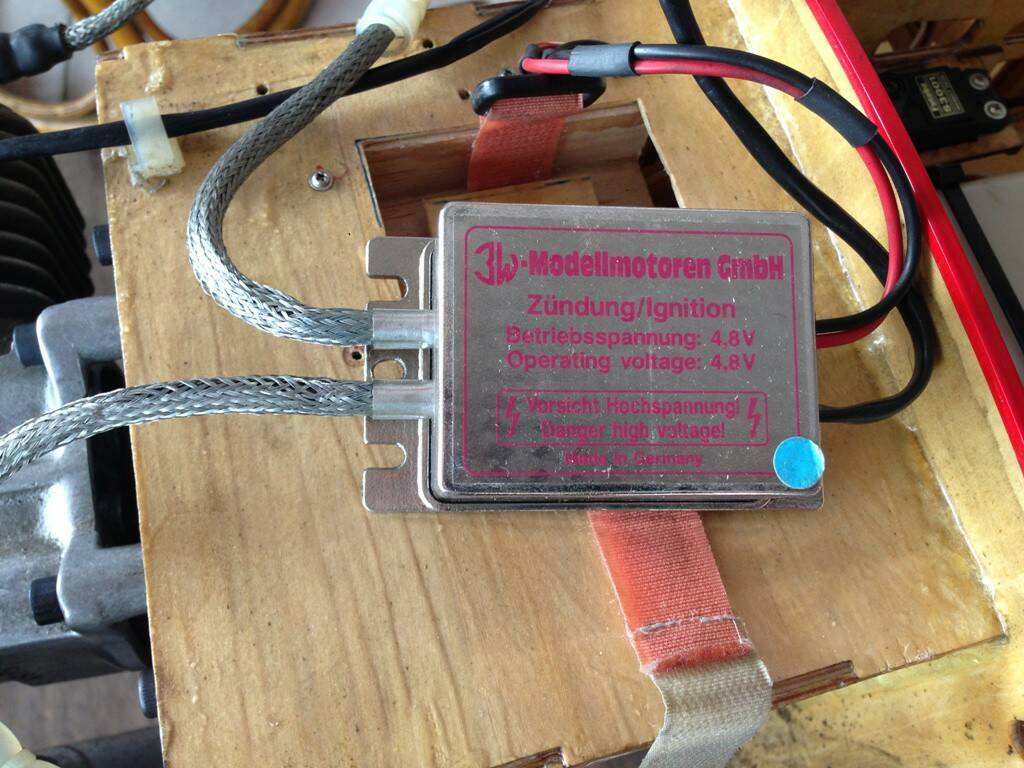 3W-Modellmotoren GmbH
Zündung/Ignition
Betriebsspannung: 4,8V
Operating voltage: 4,8V
Vorsicht Hochspannung!
Danger high voltage!
Made in Germany
S3001